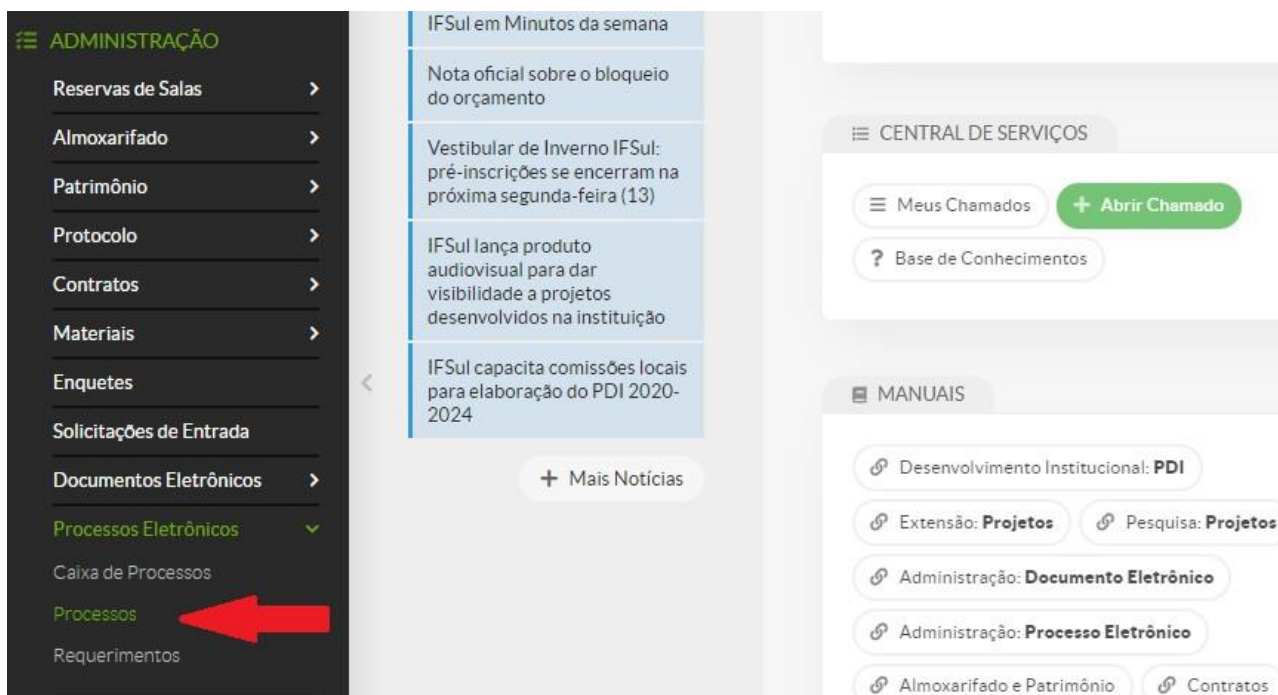 ADMINISTRAÇÃO
Reservas de Salas
Almoxarifado
Patrimônio
Protocolo
Contratos
Materiais
Enquetes
Solicitações de Entrada
Documentos Eletrônicos
Processos Eletrônicos
Caixa de Processos
Processos
Requerimentos
IFSul em Minutos da semana
Nota oficial sobre o bloqueio
do orçamento
Vestibular de Inverno IFSul:
pré-inscrições se encerram na
próxima segunda-feira (13)
IFSul lança produto
audiovisual para dar
visibilidade a projetos
desenvolvidos na instituição
IFSul capacita comissões locais
para elaboração do PDI 2020-
2024
+ Mais Notícias
CENTRAL DE SERVIÇOS
Meus Chamados
+ Abrir Chamado
? Base de Conhecimentos
MANUAIS
Desenvolvimento Institucional: PDI
Extensão: Projetos
Pesquisa: Projetos
Administração: Documento Eletrônico
Administração: Processo Eletrônico
Almoxarifado e Patrimônio
Contratos